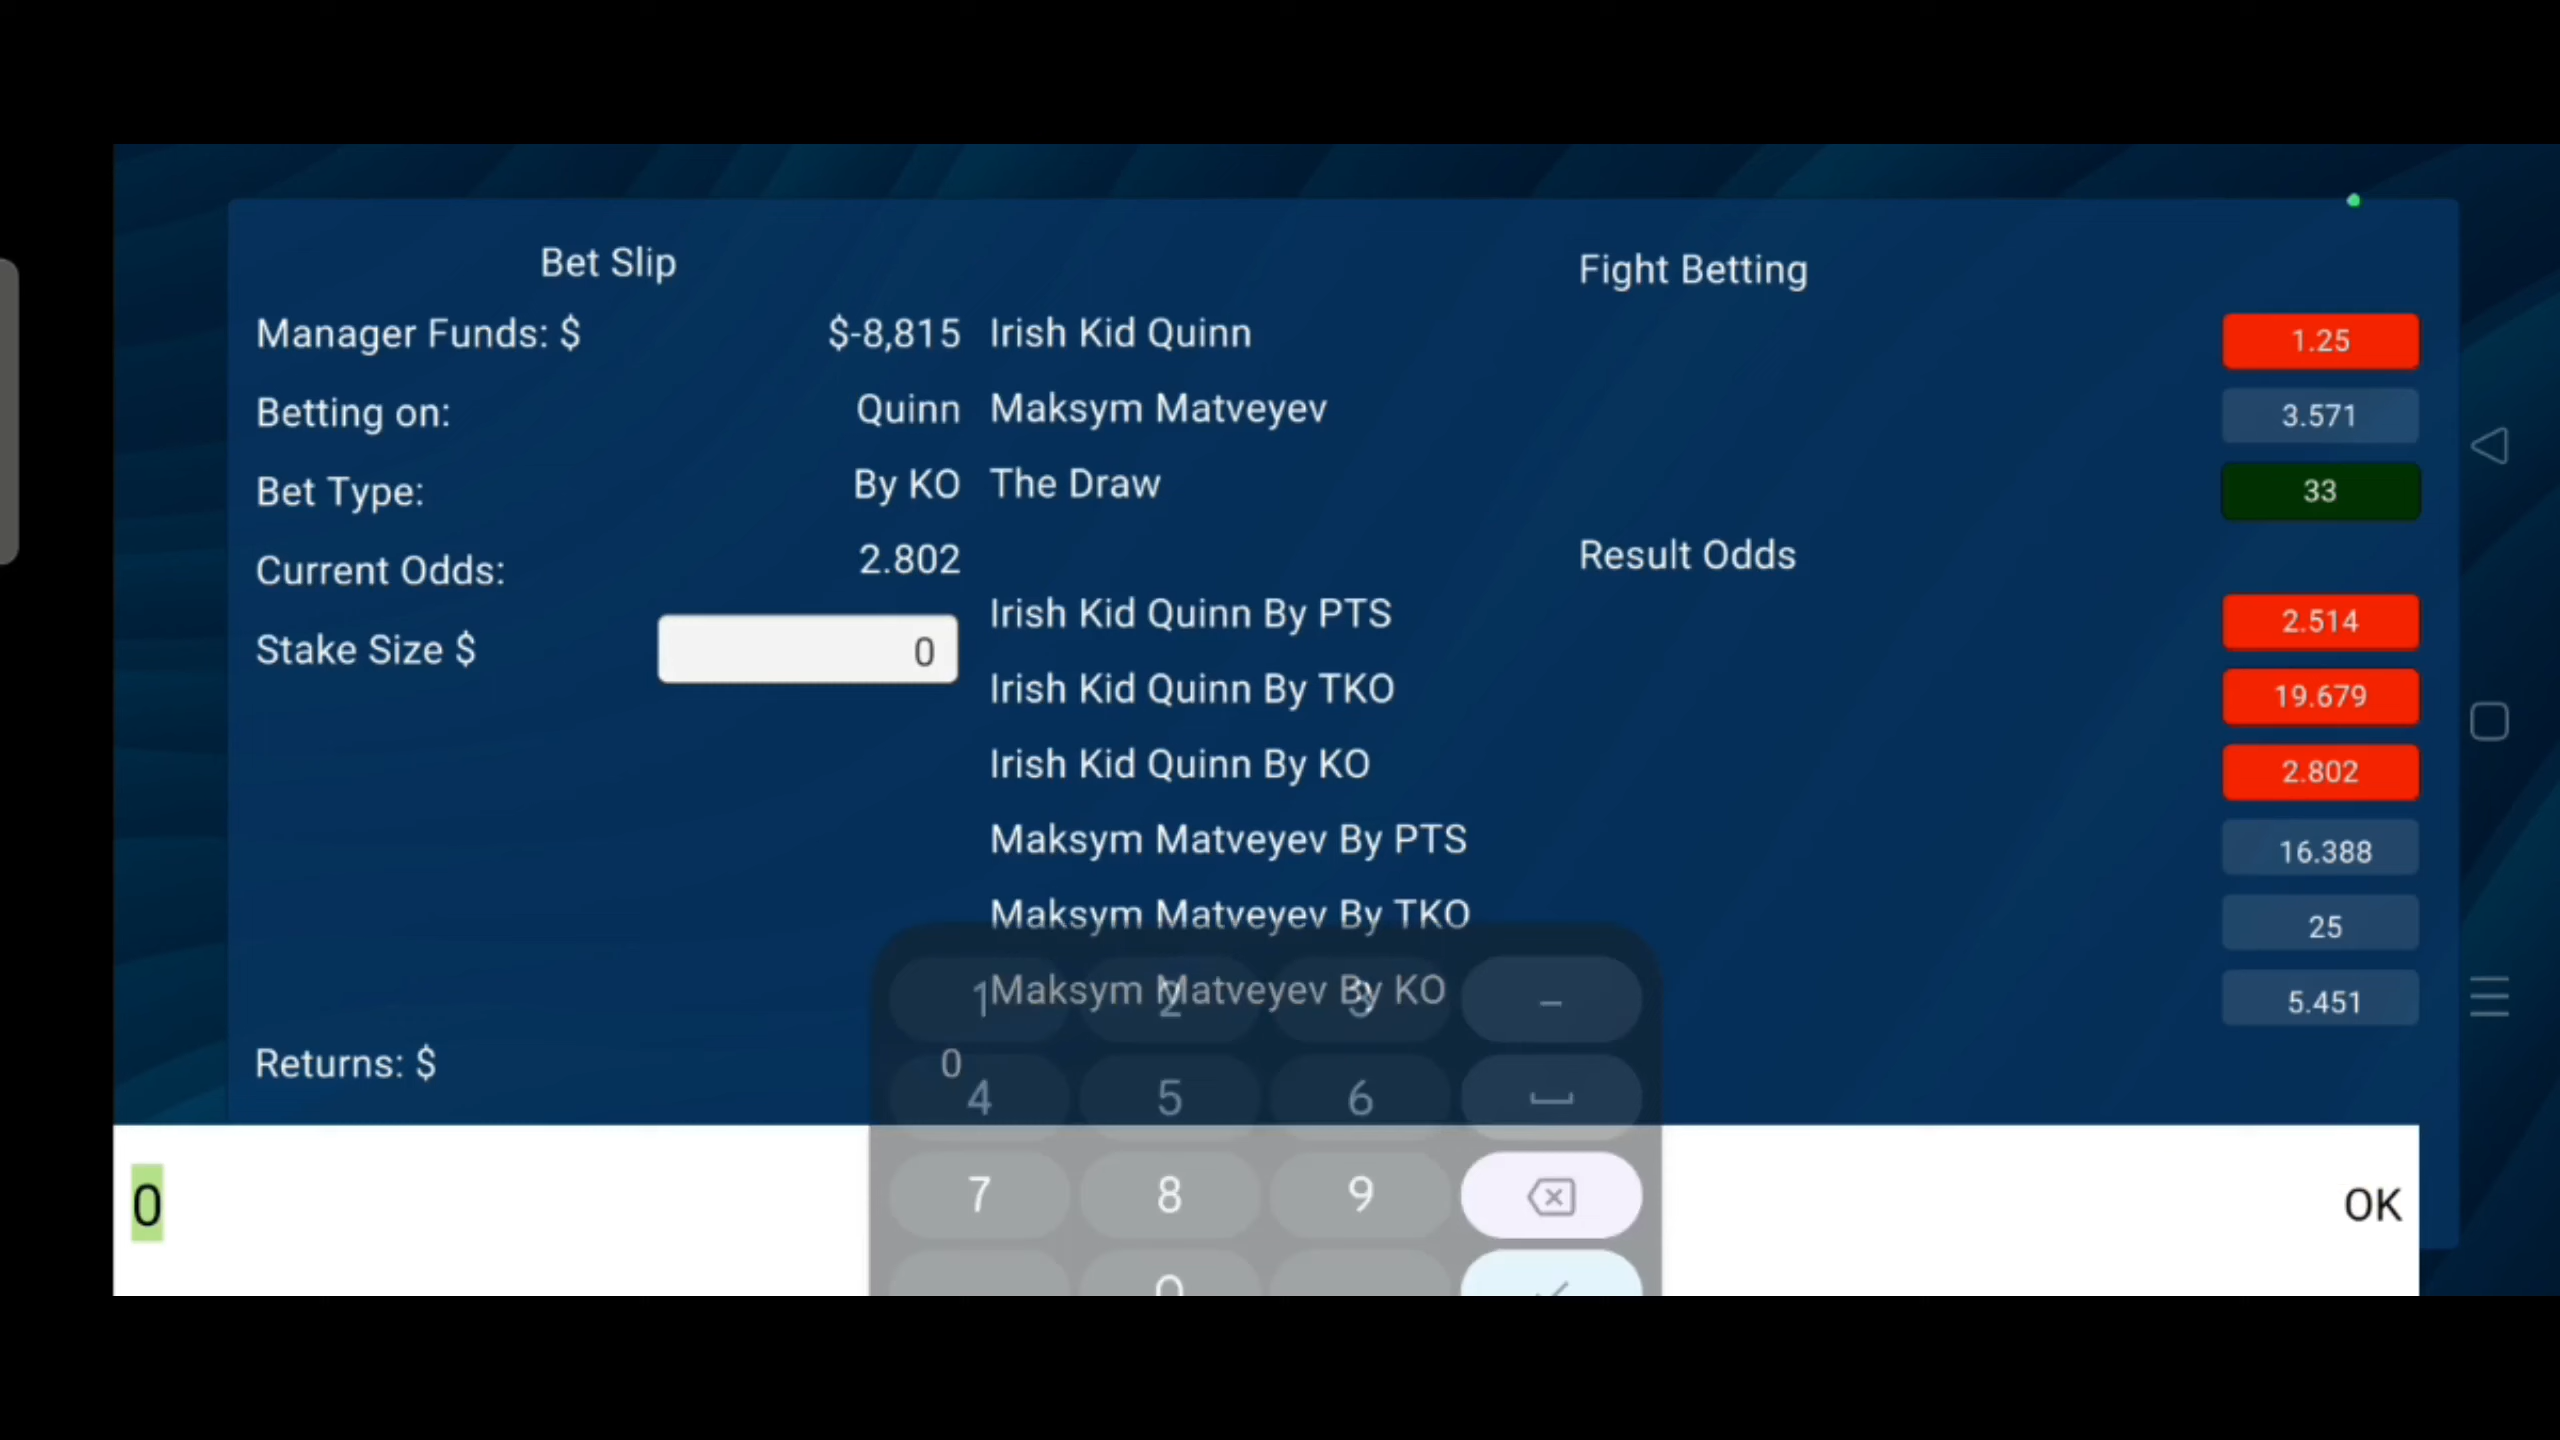 Bet Slip
Manager Funds: $ $-8,815
Betting on: Quinn
Bet Type: By KO
Current Odds: 2.802
Stake Size $ 0
Returns: $ 0
Fight Betting
Irish Kid Quinn 1.25
Maksym Matveyev 3.571
The Draw 33
Result Odds
Irish Kid Quinn By PTS 2.514
Irish Kid Quinn By TKO 19.679
Irish Kid Quinn By KO 2.802
Maksym Matveyev By PTS 16.388
Maksym Matveyev By TKO 25
Maksym Matveyev By KO 5.451
1 2 3 –
4 5 6
7 8 9
0
0 OK